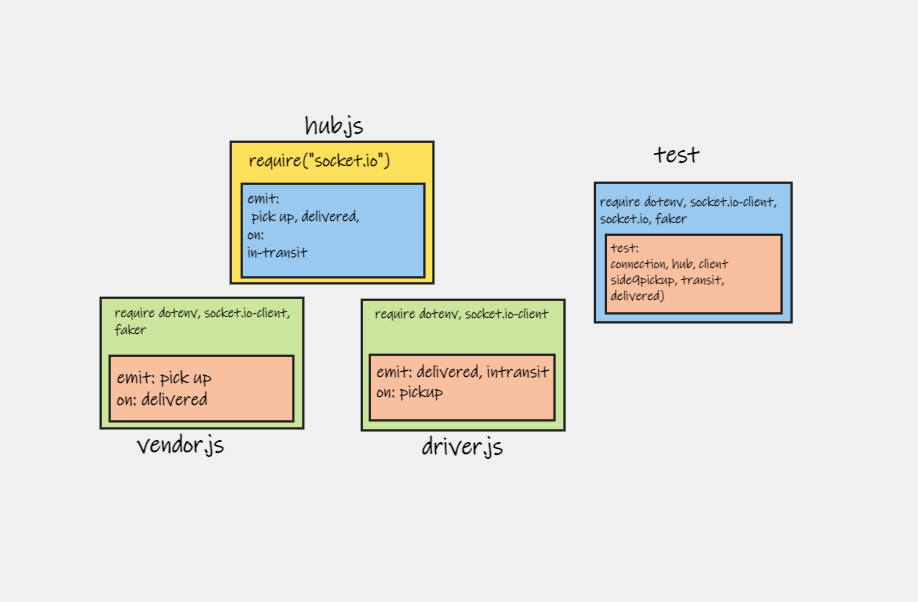 hub.js
require("socket.io")
emit:
pick up, delivered,
on:
in-transit
test
require dotenv, socket.io-client,
socket.io, faker
test:
connection, hub, client
side9pickup, transit,
delivered)
require dotenv, socket.io-client,
faker
emit: pick up
on: delivered
vendor.js
require dotenv, socket.io-client
emit: delivered, intransit
on: pickup
driver.js